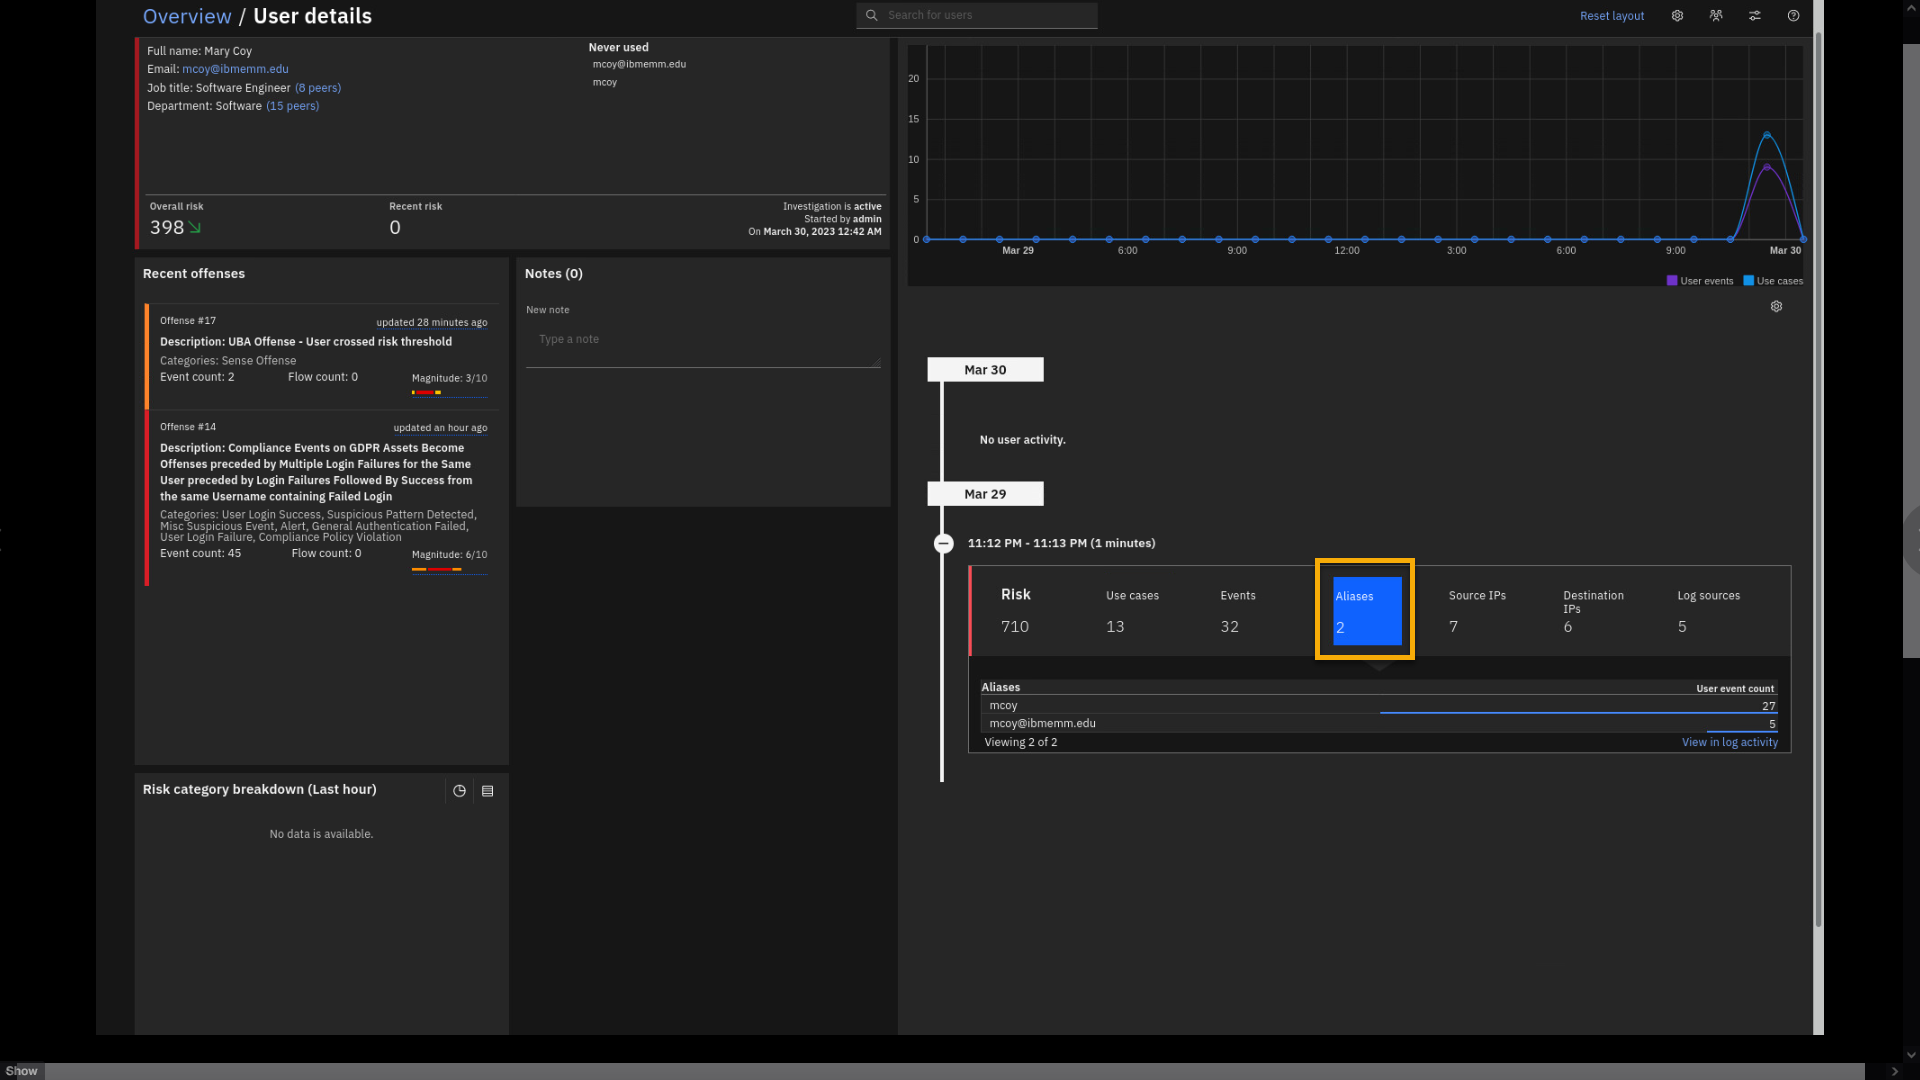 Overview / User details
Search for users
Reset layout
Full name: Mary Coy
Email: mcoy@ibmemm.edu
Job title: Software Engineer (8 peers)
Department: Software (15 peers)
Never used
mcoy@ibmemm.edu
mcoy
Overall risk
398
Recent risk
0
Investigation is active
Started by admin
On March 30, 2023 12:42 AM
Recent offenses
Offense #17
updated 28 minutes ago
Description: UBA Offense - User crossed risk threshold
Categories: Sense Offense
Event count: 2
Flow count: 0
Magnitude: 3/10
Offense #14
updated an hour ago
Description: Compliance Events on GDPR Assets Become
Offenses preceded by Multiple Login Failures for the Same
User preceded by Login Failures Followed By Success from
the same Username containing Failed Login
Categories: User Login Success, Suspicious Pattern Detected,
Misc Suspicious Event, Alert, General Authentication Failed,
User Login Failure, Compliance Policy Violation
Event count: 45
Flow count: 0
Magnitude: 6/10
Risk category breakdown (Last hour)
No data is available.
Notes (0)
New note
Type a note
20
15
10
5
0
Mar 29
6:00
9:00
12:00
3:00
6:00
9:00
Mar 30
User events
Use cases
Mar 30
No user activity.
Mar 29
11:12 PM - 11:13 PM (1 minutes)
Risk
710
Use cases
13
Events
32
Aliases
2
Source IPs
7
Destination
IPs
6
Log sources
5
Aliases
User event count
mcoy
27
mcoy@ibmemm.edu
5
Viewing 2 of 2
View in log activity
Show